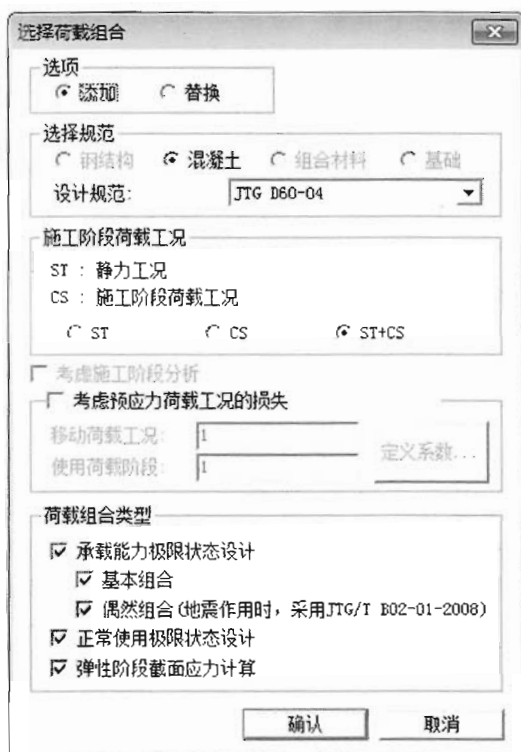 选择荷载组合
选项
添加 替换
选择规范
钢结构 混凝土 组合材料 基础
设计规范: JTG D60-04
施工阶段荷载工况
ST : 静力工况
CS : 施工阶段荷载工况
ST CS ST+CS
考虑施工阶段分析
考虑预应力荷载工况的损失
移动荷载工况: 1
使用荷载阶段: 1
定义系数...
荷载组合类型
承载能力极限状态设计
基本组合
偶然组合(地震作用时，采用JTG/T B02-01-2008)
正常使用极限状态设计
弹性阶段截面应力计算
确认 取消